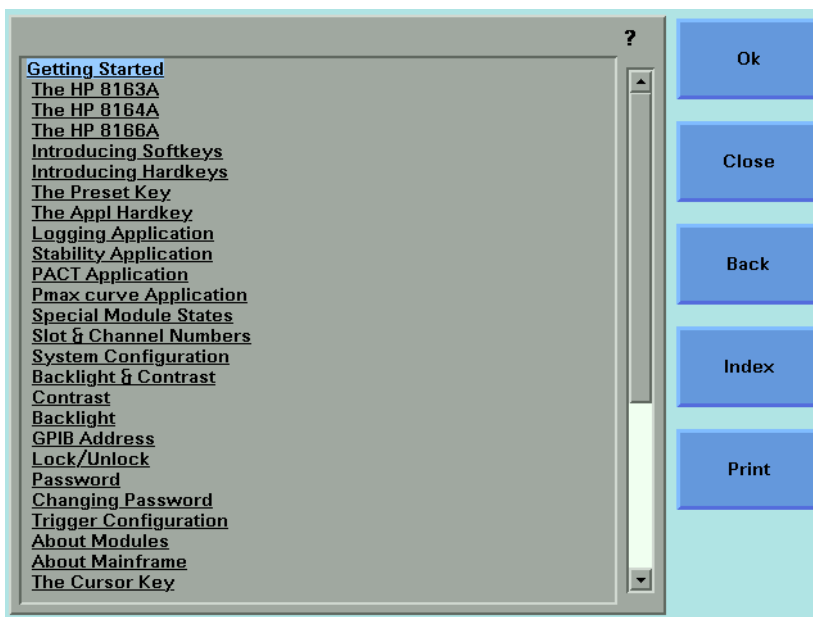 ?
Getting Started
The HP 8163A
The HP 8164A
The HP 8166A
Introducing Softkeys
Introducing Hardkeys
The Preset Key
The Appl Hardkey
Logging Application
Stability Application
PACT Application
Pmax curve Application
Special Module States
Slot & Channel Numbers
System Configuration
Backlight & Contrast
Contrast
Backlight
GPIB Address
Lock/Unlock
Password
Changing Password
Trigger Configuration
About Modules
About Mainframe
The Cursor Key
Ok
Close
Back
Index
Print